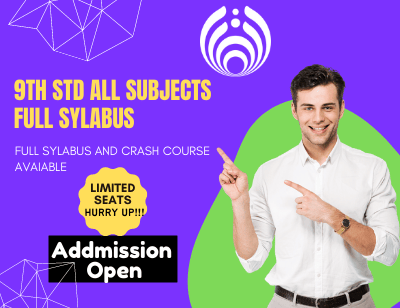 9TH STD ALL SUBJECTS
FULL SYLABUS
FULL SYLABUS AND CRASH COURSE
AVAIABLE
LIMITED
SEATS
HURRY UP!!!
Addmission
Open